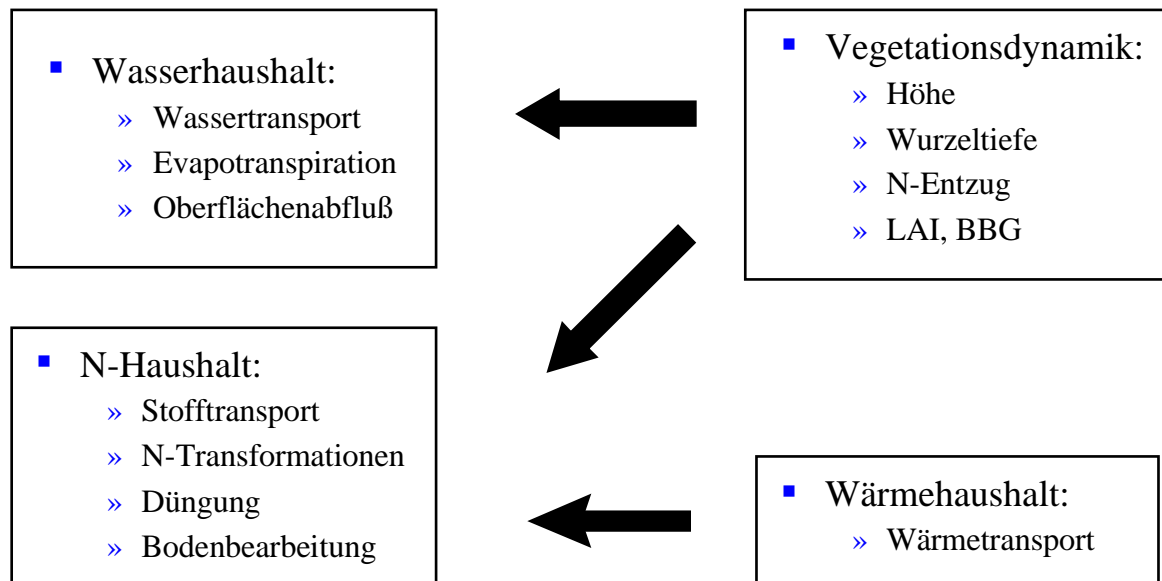 ▪ Wasserhaushalt:
» Wassertransport
» Evapotranspiration
» Oberflächenabfluß
▪ Vegetationsdynamik:
» Höhe
» Wurzeltiefe
» N-Entzug
» LAI, BBG
▪ N-Haushalt:
» Stofftransport
» N-Transformationen
» Düngung
» Bodenbearbeitung
▪ Wärmehaushalt:
» Wärmetransport